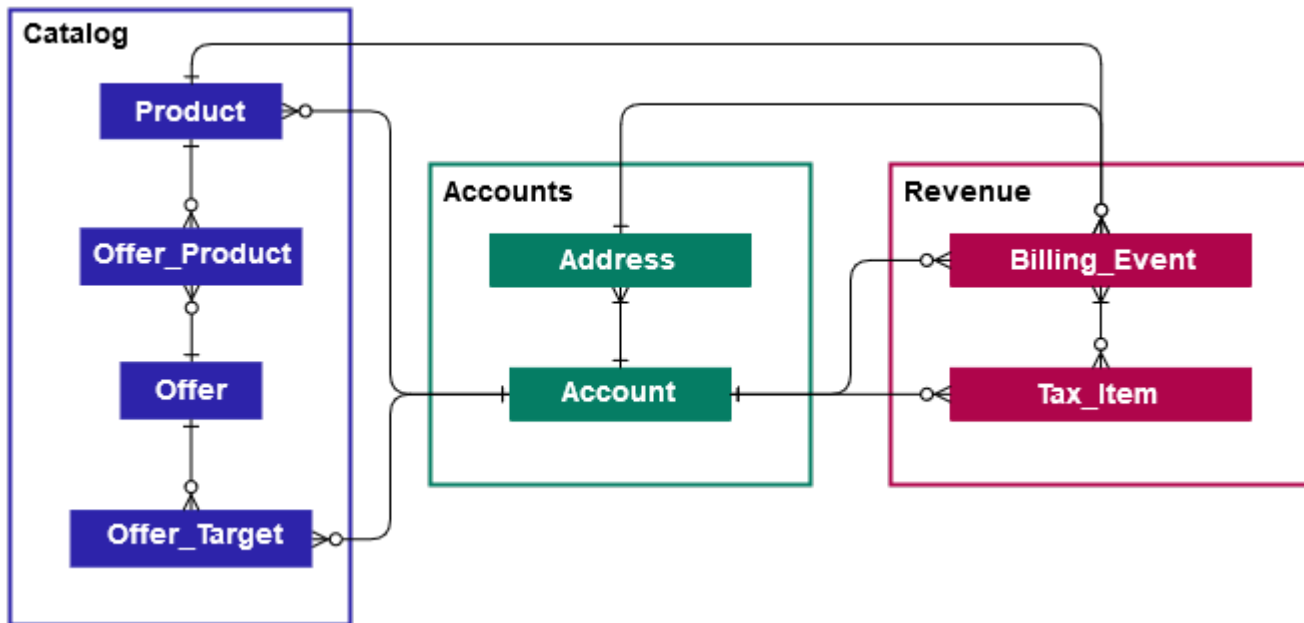 Catalog
Product
Offer_Product
Offer
Offer_Target
Accounts
Address
Account
Revenue
Billing_Event
Tax_Item